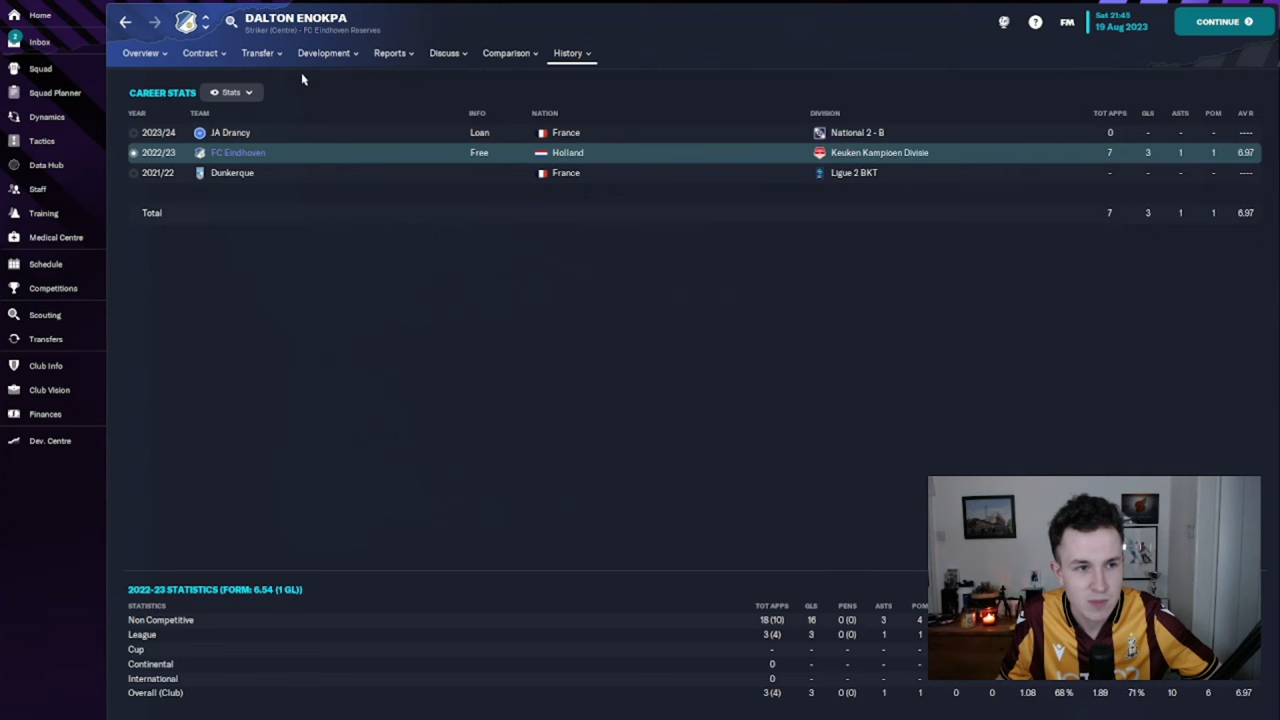 Home
DALTON ENOKPA
Striker (Centre) - FC Eindhoven Reserves
FM
Sat 21:45
19 Aug 2023
CONTINUE
2
Inbox
Overview
Contract
Transfer
Development
Reports
Discuss
Comparison
History
Squad
Squad Planner
Dynamics
Tactics
Data Hub
Staff
Training
Medical Centre
Schedule
Competitions
Scouting
Transfers
Club Info
Club Vision
Finances
Dev. Centre
CAREER STATS Stats
YEAR TEAM INFO NATION DIVISION TOT APPS GLS ASTS POM AV R
2023/24 JA Drancy Loan France National 2 - B 0 - - - ----
2022/23 FC Eindhoven Free Holland Keuken Kampioen Divisie 7 3 1 1 6.97
2021/22 Dunkerque France Ligue 2 BKT - - - - ----
Total 7 3 1 1 6.97
2022-23 STATISTICS (FORM: 6.54 (1 GL))
STATISTICS TOT APPS GLS PENS ASTS POM
Non Competitive 18 (10) 16 0 (0) 3 4
League 3 (4) 3 0 (0) 1 1
Cup - - - - -
Continental 0 - - - -
International 0 - - - -
Overall (Club) 3 (4) 3 0 (0) 1 1 0 0 1.08 68 % 1.89 71 % 10 6 6.97